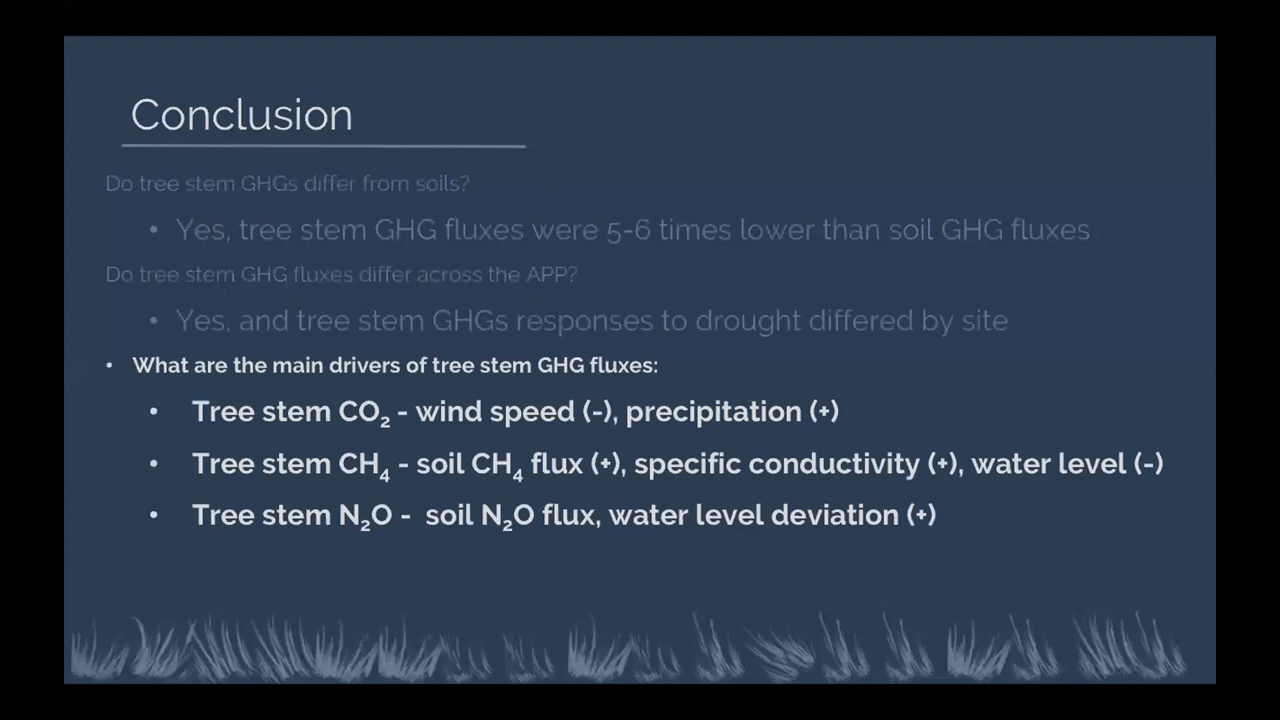 Conclusion
Do tree stem GHGs differ from soils?
• Yes, tree stem GHG fluxes were 5-6 times lower than soil GHG fluxes
Do tree stem GHG fluxes differ across the APP?
• Yes, and tree stem GHGs responses to drought differed by site
• What are the main drivers of tree stem GHG fluxes:
• Tree stem CO₂ - wind speed (-), precipitation (+)
• Tree stem CH₄ - soil CH₄ flux (+), specific conductivity (+), water level (-)
• Tree stem N₂O - soil N₂O flux, water level deviation (+)